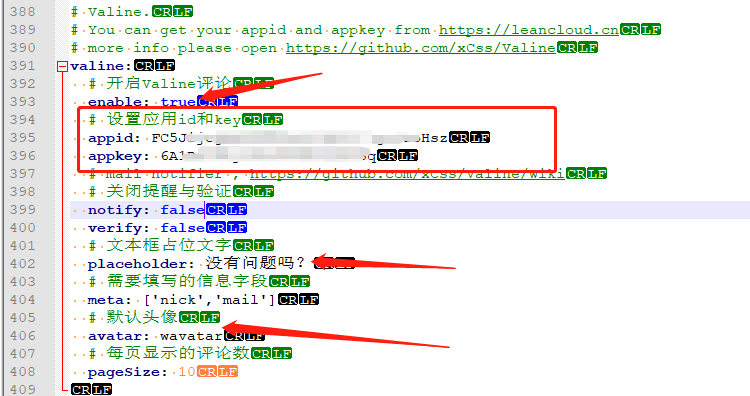 388 # Valine.CRLF
389 # You can get your appid and appkey from https://leancloud.cnCRLF
390 # more info please open https://github.com/xCss/ValineCRLF
391 valine:CRLF
392 # 开启Valine评论CRLF
393 enable: trueCRLF
394 # 设置应用id和keyCRLF
395 appid: CRLF
396 appkey: CRLF
397 # mail notifier , https://github.com/xCss/Valine/wikiCRLF
398 # 关闭提醒与验证CRLF
399 notify: falseCRLF
400 verify: falseCRLF
401 # 文本框占位文字CRLF
402 placeholder: 没有问题吗?CRLF
403 # 需要填写的信息字段CRLF
404 meta: ['nick','mail']CRLF
405 # 默认头像CRLF
406 avatar: wavatarCRLF
407 # 每页显示的评论数CRLF
408 pageSize: 10CRLF
409 CRLF